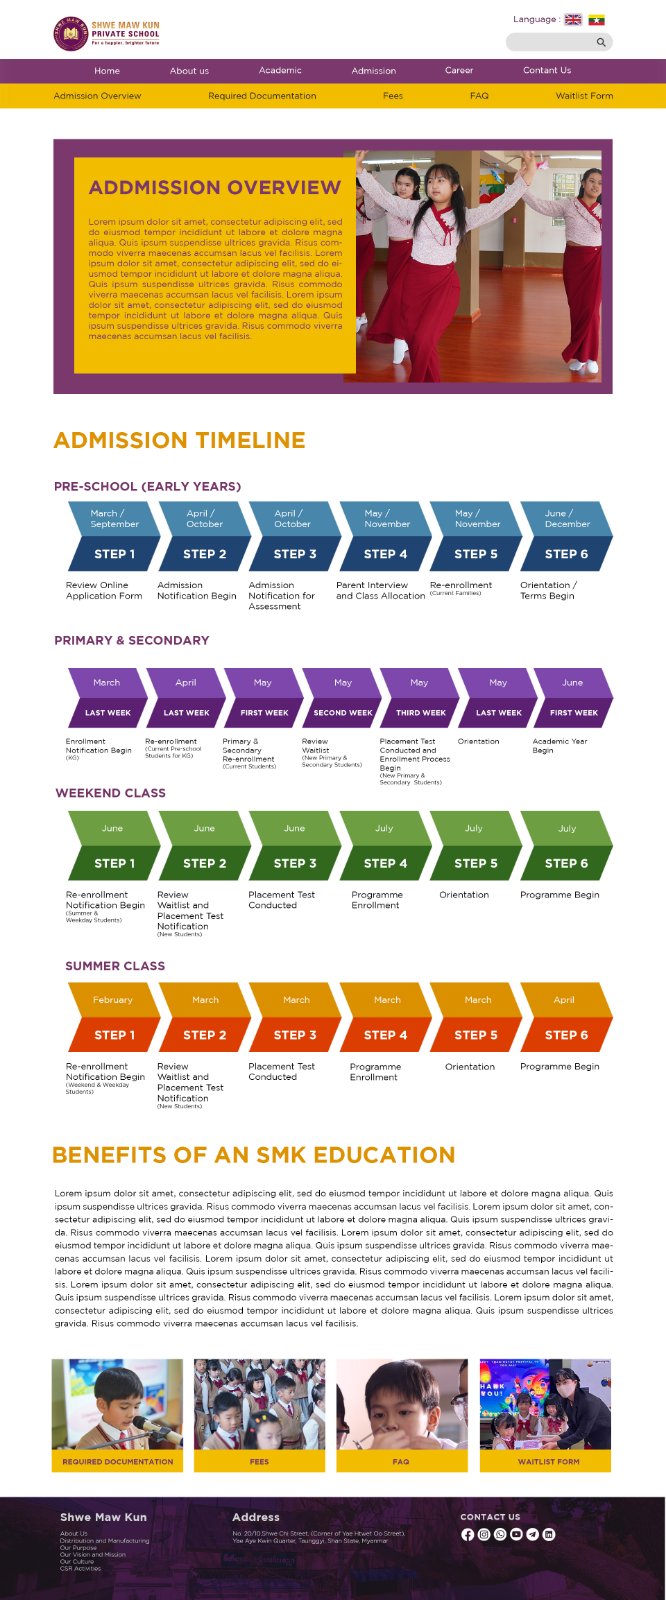 SHWE MAW KUN
SHWE MAW KUN
PRIVATE SCHOOL
For a happier, brighter future
Language :
Home About us Academic Admission Career Contant Us
Admission Overview Required Documentation Fees FAQ Waitlist Form
ADDMISSION OVERVIEW
Lorem ipsum dolor sit amet, consectetur adipiscing elit, sed
do eiusmod tempor incididunt ut labore et dolore magna
aliqua. Quis ipsum suspendisse ultrices gravida. Risus com-
modo viverra maecenas accumsan lacus vel facilisis. Lorem
ipsum dolor sit amet, consectetur adipiscing elit, sed do ei-
usmod tempor incididunt ut labore et dolore magna aliqua.
Quis ipsum suspendisse ultrices gravida. Risus commodo
viverra maecenas accumsan lacus vel facilisis. Lorem ipsum
dolor sit amet, consectetur adipiscing elit, sed do eiusmod
tempor incididunt ut labore et dolore magna aliqua. Quis
ipsum suspendisse ultrices gravida. Risus commodo viverra
maecenas accumsan lacus vel facilisis.
ADMISSION TIMELINE
PRE-SCHOOL (EARLY YEARS)
March /
September
April /
October
April /
October
May /
November
May /
November
June /
December
STEP 1 STEP 2 STEP 3 STEP 4 STEP 5 STEP 6
Review Online
Application Form
Admission
Notification Begin
Admission
Notification for
Assessment
Parent Interview
and Class Allocation
Re-enrollment
(Current Families)
Orientation /
Terms Begin
PRIMARY & SECONDARY
March April May May May May June
LAST WEEK LAST WEEK FIRST WEEK SECOND WEEK THIRD WEEK LAST WEEK FIRST WEEK
Enrollment
Notification Begin
(KG)
Re-enrollment
(Current Pre-school
Students for KG)
Primary &
Secondary
Re-enrollment
(Current Students)
Review
Waitlist
(New Primary &
Secondary Students)
Placement Test
Conducted and
Enrollment Process
Begin
(New Primary &
Secondary Students)
Orientation
Academic Year
Begin
WEEKEND CLASS
June June June July July July
STEP 1 STEP 2 STEP 3 STEP 4 STEP 5 STEP 6
Re-enrollment
Notification Begin
(Summer &
Weekday Students)
Review
Waitlist and
Placement Test
Notification
(New Students)
Placement Test
Conducted
Programme
Enrollment
Orientation
Programme Begin
SUMMER CLASS
February March March March March April
STEP 1 STEP 2 STEP 3 STEP 4 STEP 5 STEP 6
Re-enrollment
Notification Begin
(Weekend & Weekday
Students)
Review
Waitlist and
Placement Test
Notification
(New Students)
Placement Test
Conducted
Programme
Enrollment
Orientation
Programme Begin
BENEFITS OF AN SMK EDUCATION
Lorem ipsum dolor sit amet, consectetur adipiscing elit, sed do eiusmod tempor incididunt ut labore et dolore magna aliqua. Quis
ipsum suspendisse ultrices gravida. Risus commodo viverra maecenas accumsan lacus vel facilisis. Lorem ipsum dolor sit amet, con-
sectetur adipiscing elit, sed do eiusmod tempor incididunt ut labore et dolore magna aliqua. Quis ipsum suspendisse ultrices gravi-
da. Risus commodo viverra maecenas accumsan lacus vel facilisis. Lorem ipsum dolor sit amet, consectetur adipiscing elit, sed do
eiusmod tempor incididunt ut labore et dolore magna aliqua. Quis ipsum suspendisse ultrices gravida. Risus commodo viverra mae-
cenas accumsan lacus vel facilisis. Lorem ipsum dolor sit amet, consectetur adipiscing elit, sed do eiusmod tempor incididunt ut
labore et dolore magna aliqua. Quis ipsum suspendisse ultrices gravida. Risus commodo viverra maecenas accumsan lacus vel facili-
sis. Lorem ipsum dolor sit amet, consectetur adipiscing elit, sed do eiusmod tempor incididunt ut labore et dolore magna aliqua.
Quis ipsum suspendisse ultrices gravida. Risus commodo viverra maecenas accumsan lacus vel facilisis. Lorem ipsum dolor sit amet,
consectetur adipiscing elit, sed do eiusmod tempor incididunt ut labore et dolore magna aliqua. Quis ipsum suspendisse ultrices
gravida. Risus commodo viverra maecenas accumsan lacus vel facilisis.
THANK
YOU!
REQUIRED DOCUMENTATION FEES FAQ WAITLIST FORM
Shwe Maw Kun
About Us
Distribution and Manufacturing
Our Purpose
Our Vision and Mission
Our Culture
CSR Activities
Address
No. 20/10,Shwe Chi Street, (Corner of Yae Htwet Oo Street),
Yae Aye Kwin Quarter, Taunggyi, Shan State, Myanmar
CONTACT US